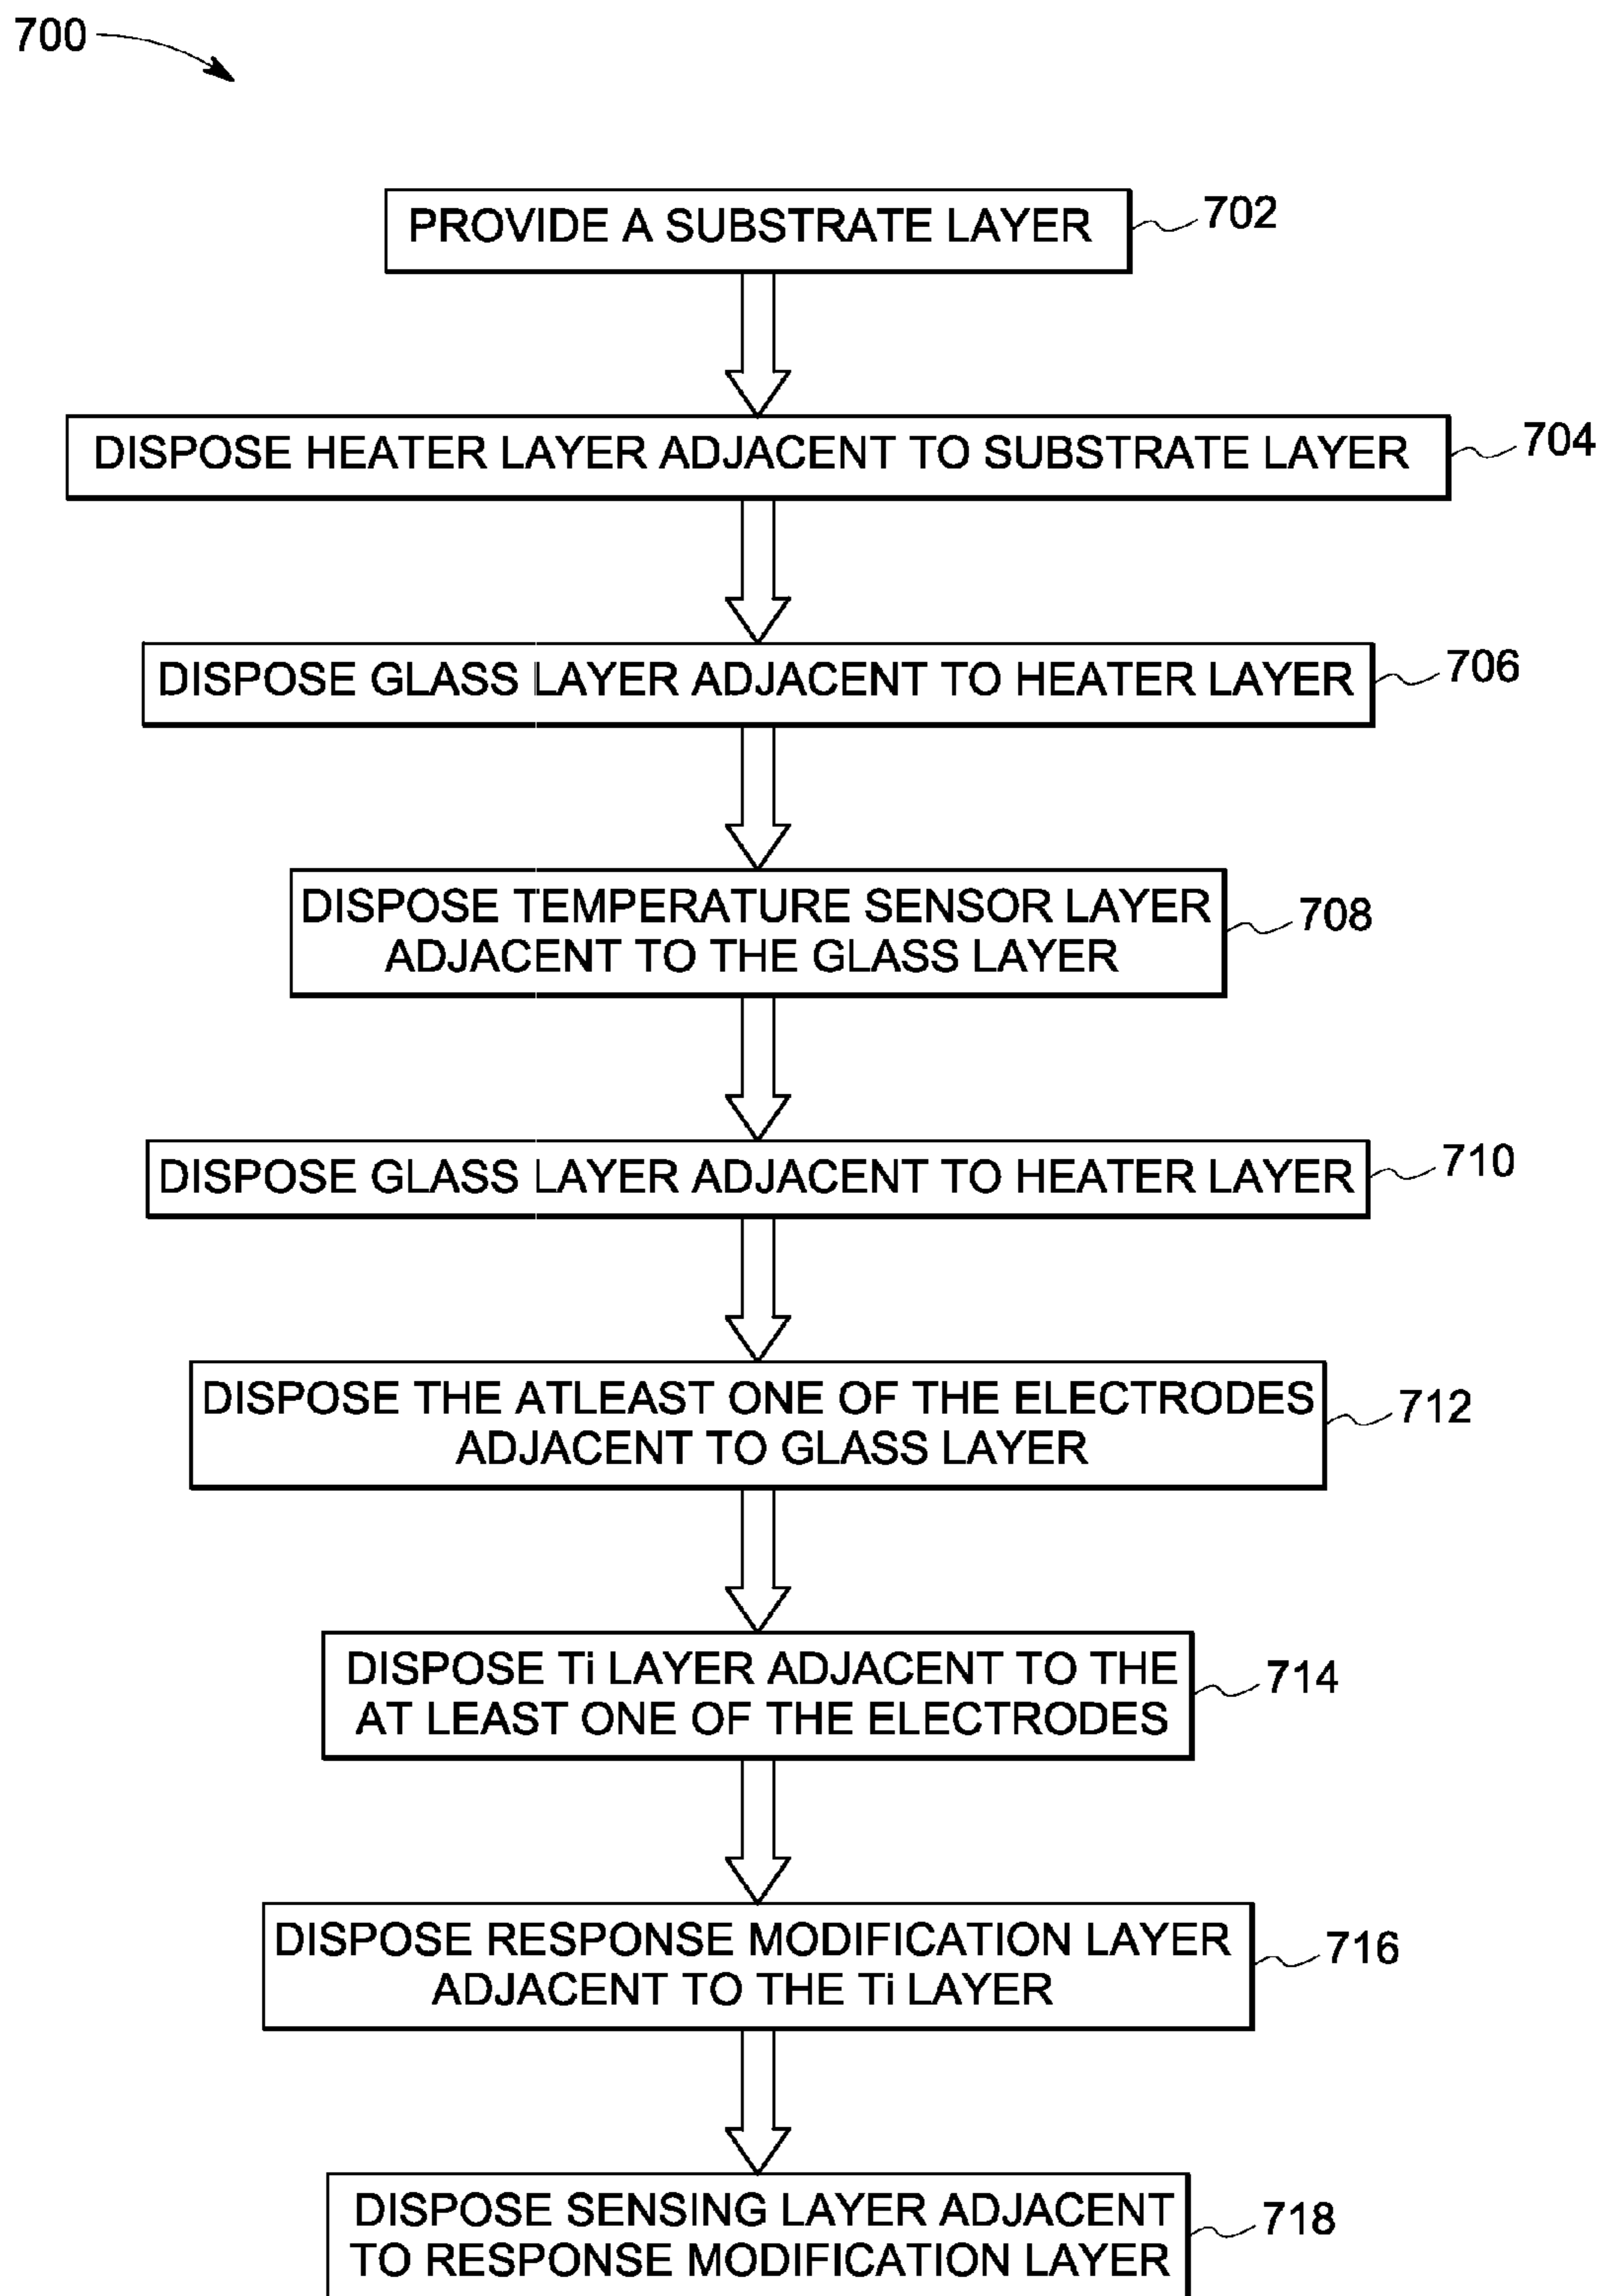 700
PROVIDE A SUBSTRATE LAYER
702
DISPOSE HEATER LAYER ADJACENT TO SUBSTRATE LAYER
704
DISPOSE GLASS LAYER ADJACENT TO HEATER LAYER
706
DISPOSE TEMPERATURE SENSOR LAYER
ADJACENT TO THE GLASS LAYER
708
DISPOSE GLASS LAYER ADJACENT TO HEATER LAYER
710
DISPOSE THE ATLEAST ONE OF THE ELECTRODES
ADJACENT TO GLASS LAYER
712
DISPOSE Ti LAYER ADJACENT TO THE
AT LEAST ONE OF THE ELECTRODES
714
DISPOSE RESPONSE MODIFICATION LAYER
ADJACENT TO THE Ti LAYER
716
DISPOSE SENSING LAYER ADJACENT
TO RESPONSE MODIFICATION LAYER
718